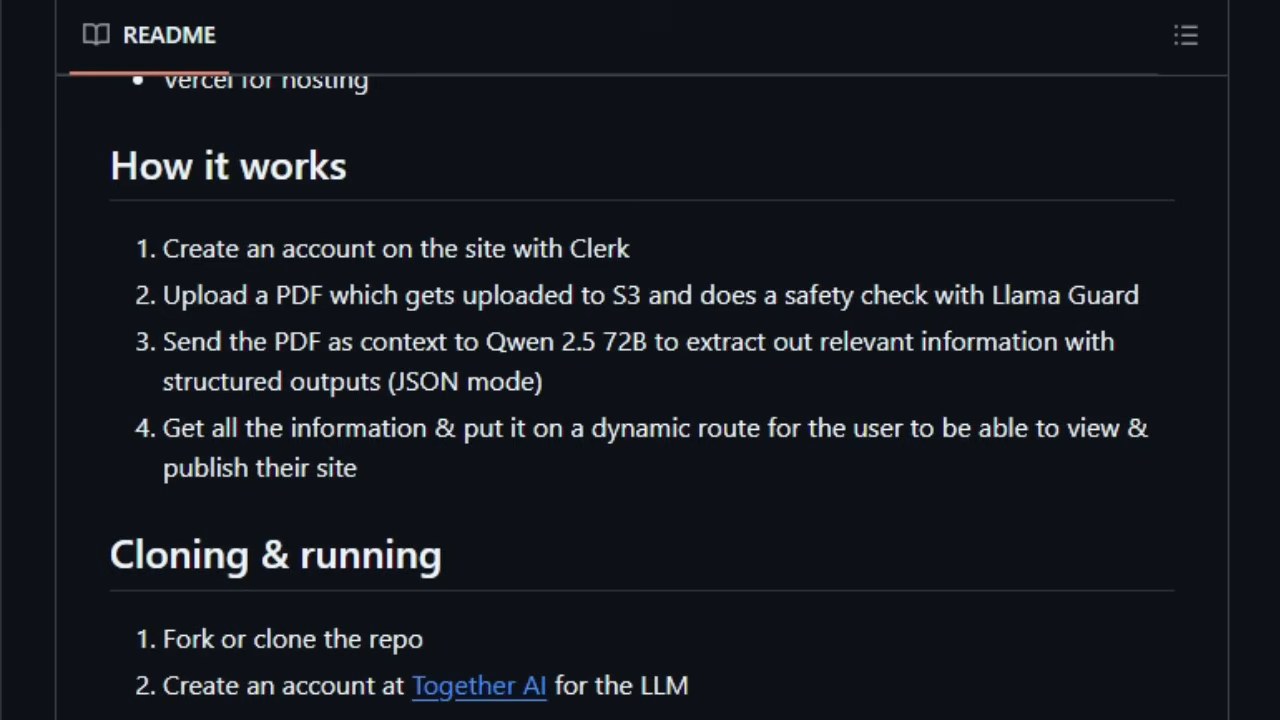 README
Vercel for hosting
How it works
1. Create an account on the site with Clerk
2. Upload a PDF which gets uploaded to S3 and does a safety check with Llama Guard
3. Send the PDF as context to Qwen 2.5 72B to extract out relevant information with
structured outputs (JSON mode)
4. Get all the information & put it on a dynamic route for the user to be able to view &
publish their site
Cloning & running
1. Fork or clone the repo
2. Create an account at Together AI for the LLM